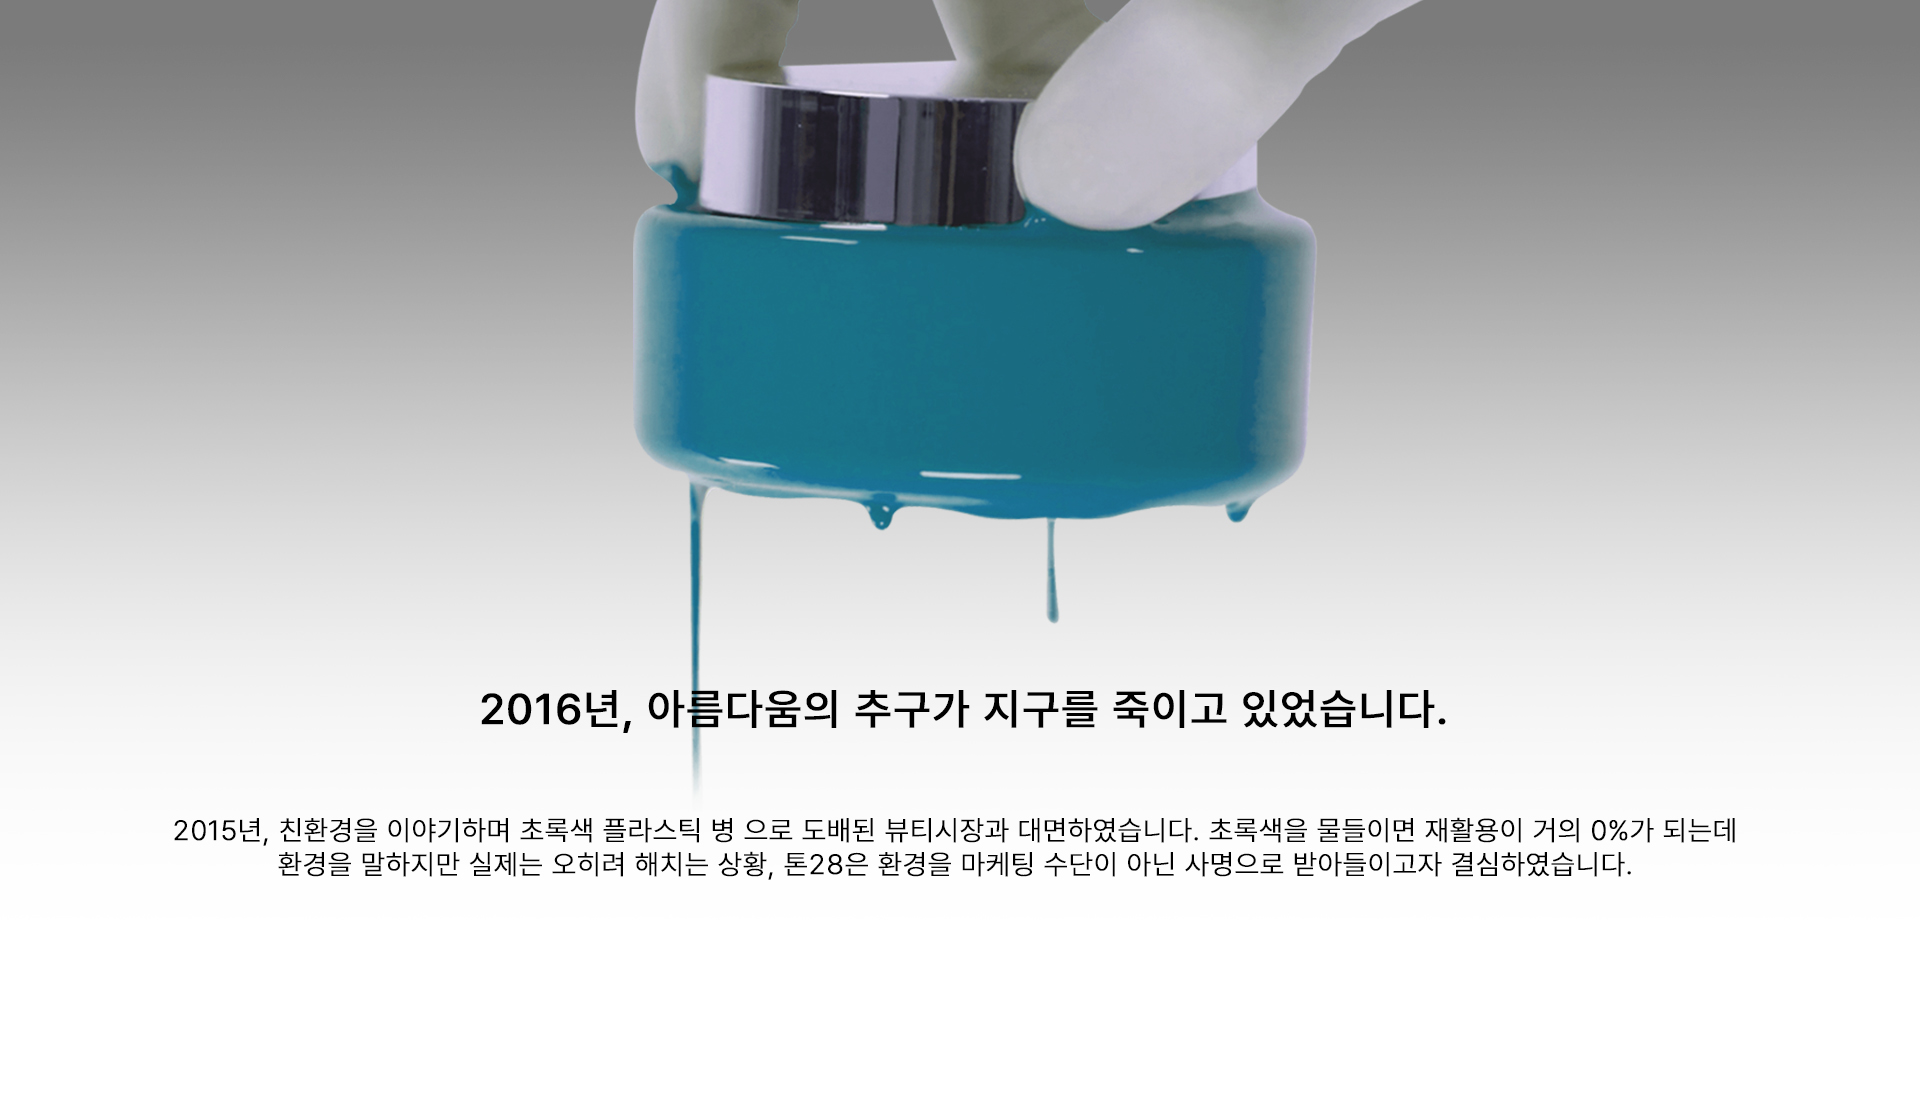 2016년, 아름다움의 추구가 지구를 죽이고 있었습니다.
2015년, 친환경을 이야기하며 초록색 플라스틱 병 으로 도배된 뷰티시장과 대면하였습니다. 초록색을 물들이면 재활용이 거의 0%가 되는데
환경을 말하지만 실제는 오히려 해치는 상황, 톤28은 환경을 마케팅 수단이 아닌 사명으로 받아들이고자 결심하였습니다.